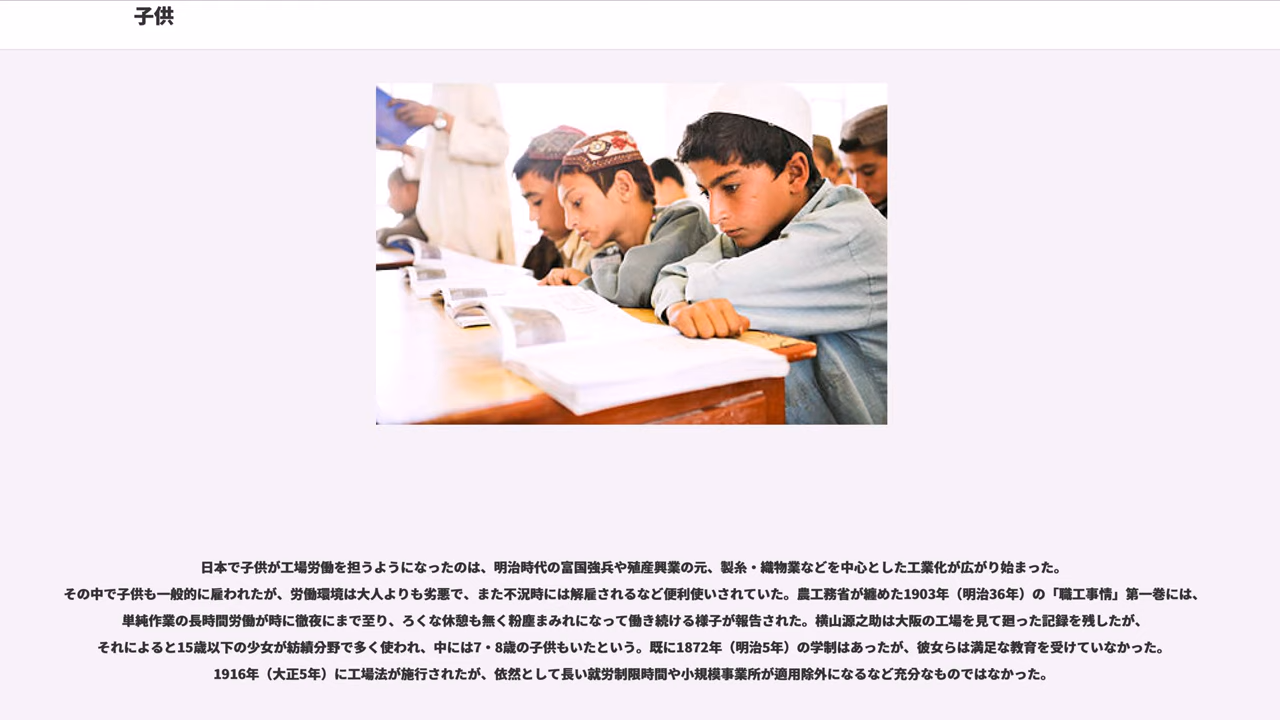 子供
日本で子供が工場労働を担うようになったのは、明治時代の富国強兵や殖産興業の元、製糸・織物業などを中心とした工業化が広がり始まった。
その中で子供も一般的に雇われたが、労働環境は大人よりも劣悪で、また不況時には解雇されるなど便利使いされていた。農工務省が纏めた1903年（明治36年）の「職工事情」第一巻には、
単純作業の長時間労働が時に徹夜にまで至り、ろくな休憩も無く粉塵まみれになって働き続ける様子が報告された。横山源之助は大阪の工場を見て廻った記録を残したが、
それによると15歳以下の少女が紡績分野で多く使われ、中には7・8歳の子供もいたという。既に1872年（明治5年）の学制はあったが、彼女らは満足な教育を受けていなかった。
1916年（大正5年）に工場法が施行されたが、依然として長い就労制限時間や小規模事業所が適用除外になるなど充分なものではなかった。